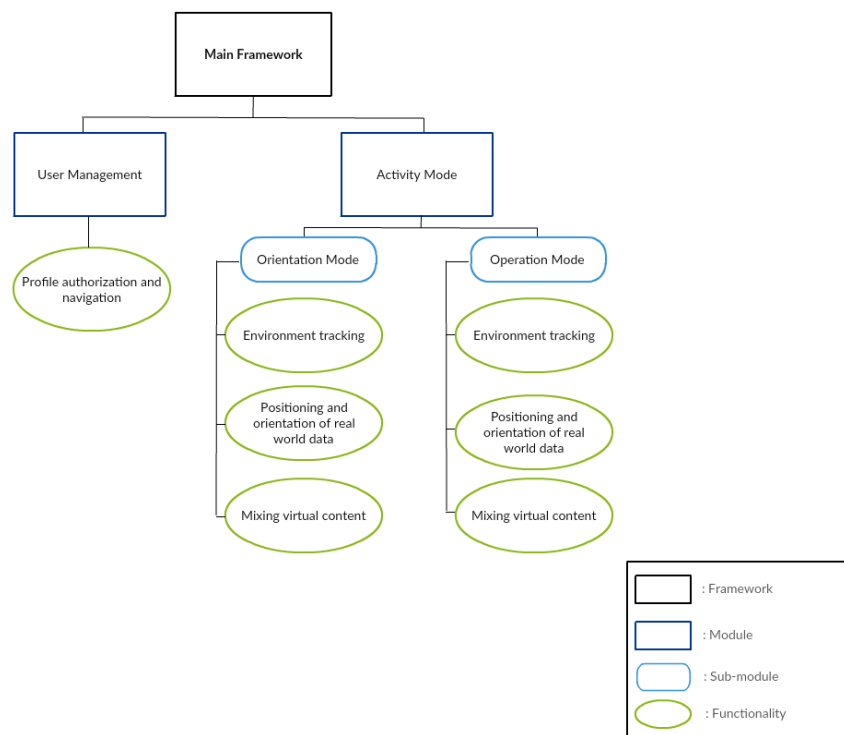 Main Framework
User Management
Activity Mode
Profile authorization and
navigation
Orientation Mode
Operation Mode
Environment tracking
Environment tracking
Positioning and
orientation of real
world data
Positioning and
orientation of real
world data
Mixing virtual content
Mixing virtual content
: Framework
: Module
: Sub-module
: Functionality